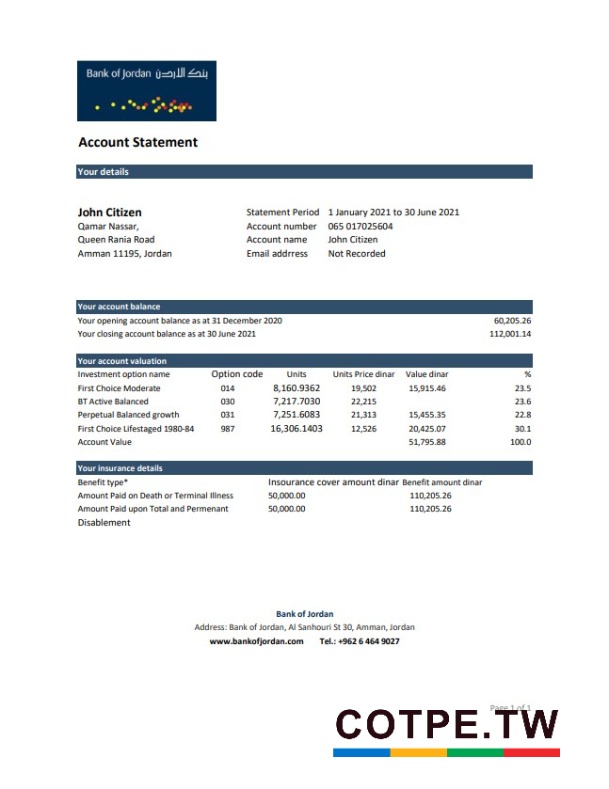 Bank of Jordan بنك الاردن
Account Statement
Your details
John Citizen
Qamar Nassar,
Queen Rania Road
Amman 11195, Jordan
Statement Period 1 January 2021 to 30 June 2021
Account number 065 017025604
Account name John Citizen
Email addrress Not Recorded
Your account balance
Your opening account balance as at 31 December 2020 60,205.26
Your closing account balance as at 30 June 2021 112,001.14
Your account valuation
Investment option name Option code Units Units Price dinar Value dinar %
First Choice Moderate 014 8,160.9362 19,502 15,915.46 23.5
BT Active Balanced 030 7,217.7030 22,215 23.6
Perpetual Balanced growth 031 7,251.6083 21,313 15,455.35 22.8
First Choice Lifestaged 1980-84 987 16,306.1403 12,526 20,425.07 30.1
Account Value 51,795.88 100.0
Your insurance details
Benefit type* Insourance cover amount dinar Benefit amount dinar
Amount Paid on Death or Terminal Illness 50,000.00 110,205.26
Amount Paid upon Total and Permenant 50,000.00 110,205.26
Disablement
Bank of Jordan
Address: Bank of Jordan, Al Sanhouri St 30, Amman, Jordan
www.bankofjordan.com Tel.: +962 6 464 9027
Page 1 of 1
COTPE.TW